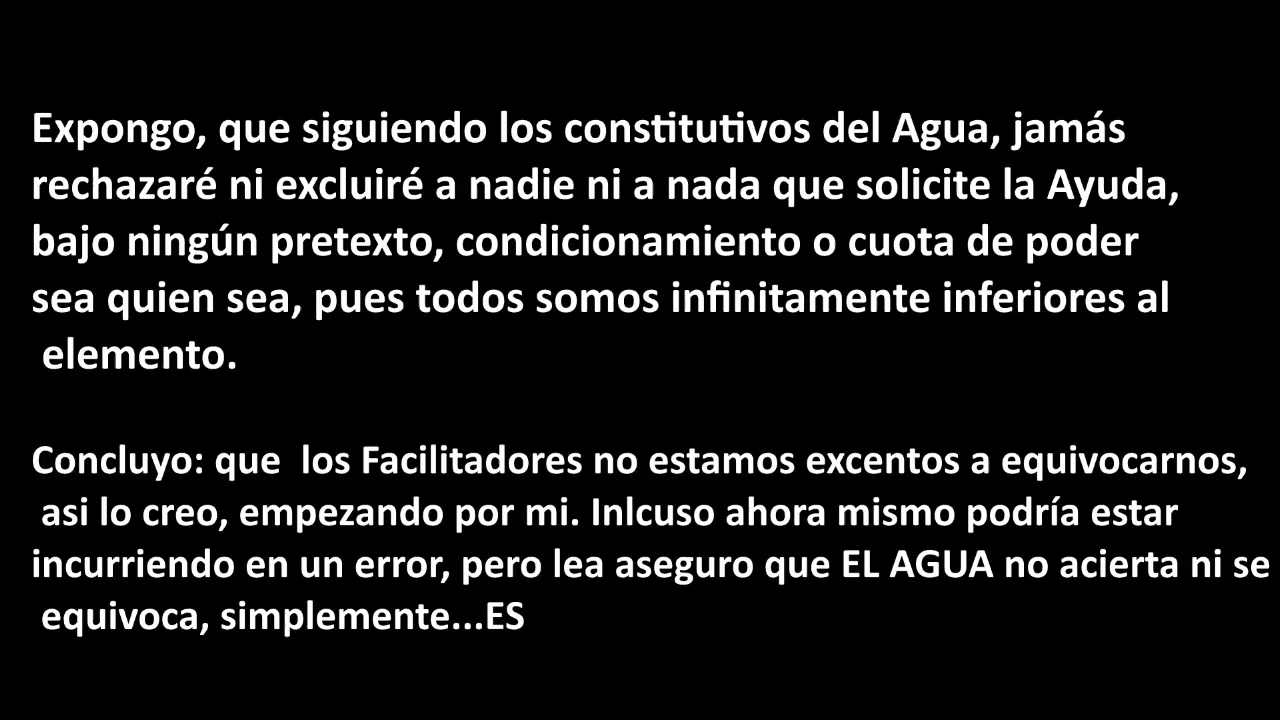 Expongo, que siguiendo los constitutivos del Agua, jamás
rechazaré ni excluiré a nadie ni a nada que solicite la Ayuda,
bajo ningún pretexto, condicionamiento o cuota de poder
sea quien sea, pues todos somos infinitamente inferiores al
elemento.
Concluyo: que  los Facilitadores no estamos excentos a equivocarnos,
asi lo creo, empezando por mi. Inlcuso ahora mismo podría estar
incurriendo en un error, pero lea aseguro que EL AGUA no acierta ni se
equivoca, simplemente...ES